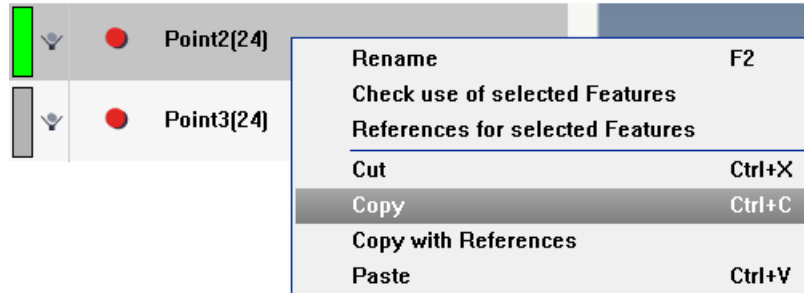 Point2(24)
Point3(24)
Rename F2
Check use of selected Features
References for selected Features
Cut Ctrl+X
Copy Ctrl+C
Copy with References
Paste Ctrl+V